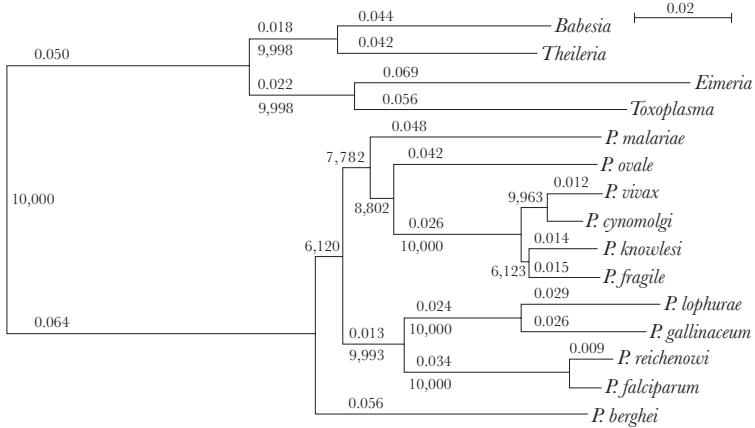 0.02
0.044
Babesia
0.018
9,998
0.042
Theileria
0.050
0.022
9,998
0.069
Eimeria
0.056
Toxoplasma
0.048
P. malariae
7,782
0.042
P. ovale
8,802
0.012
P. vivax
9,963
P. cynomolgi
0.026
10,000
0.014
P. knowlesi
6,123
0.015
P. fragile
10,000
6,120
0.029
P. lophurae
0.024
10,000
0.026
P. gallinaceum
0.064
0.013
9,993
0.009
P. reichenowi
0.034
10,000
P. falciparum
0.056
P. berghei